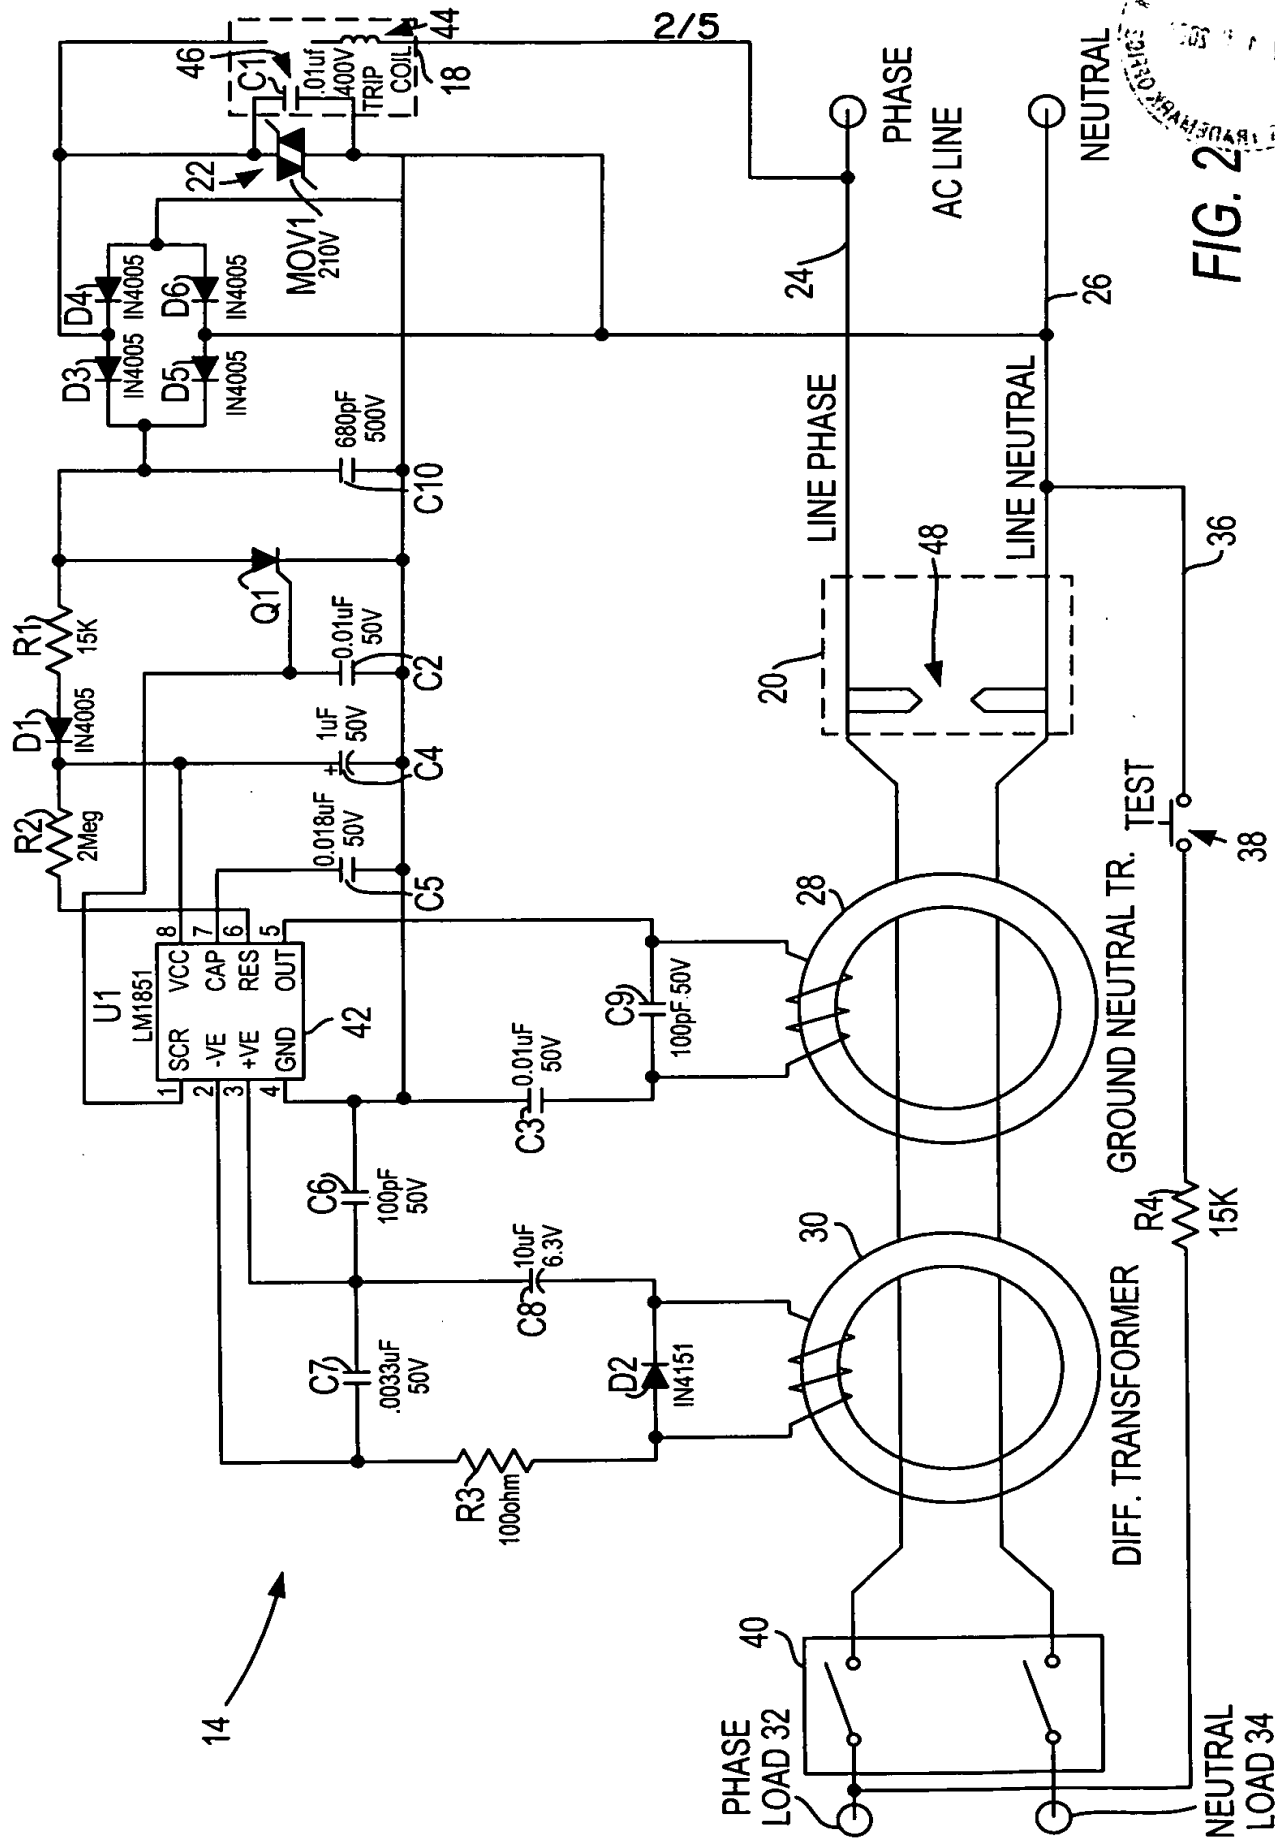 2/5
14
U1
LM1851
1 SCR
2 -VE
3 +VE
4 GND
VCC 8
CAP 7
RES 6
OUT 5
42
R2
2Meg
D1
IN4005
R1
15K
D3
IN4005
D4
IN4005
D5
IN4005
D6
IN4005
22
MOV1
210V
46
C1
.01uf
400V
TRIP
COIL
44
18
C10
680pF
500V
Q1
C2
0.01uF
50V
C4
+
1uF
50V
C5
0.018uF
50V
C6
100pF
50V
C7
.0033uF
50V
C8
10uF
6.3V
C3
0.01uF
50V
C9
100pF 50V
R3
100ohm
D2
IN4151
PHASE
LOAD 32
40
30
28
20
48
LINE PHASE
24
PHASE
AC LINE
NEUTRAL
26
LINE NEUTRAL
36
TEST
38
GROUND NEUTRAL TR.
R4
15K
DIFF. TRANSFORMER
NEUTRAL
LOAD 34
FIG. 2